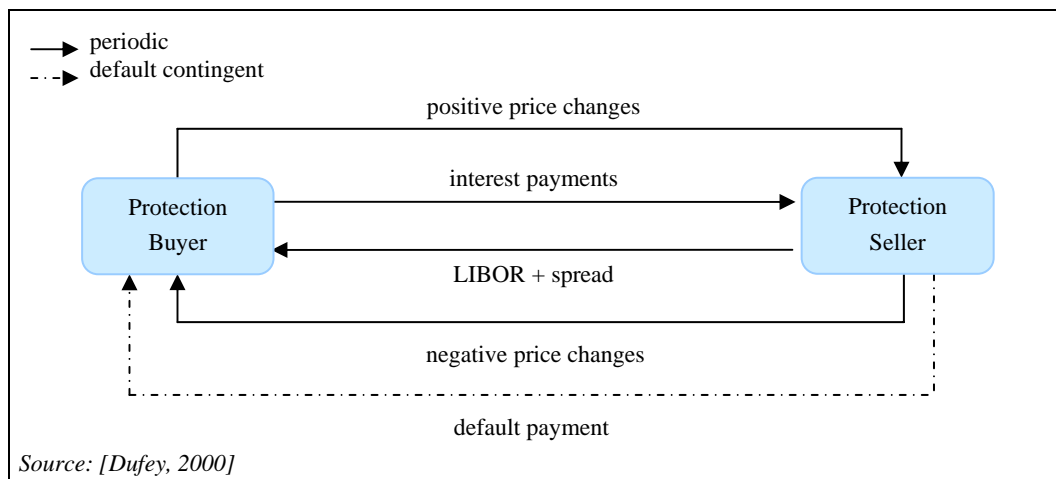 periodic
default contingent
positive price changes
interest payments
Protection
Buyer
Protection
Seller
LIBOR + spread
negative price changes
default payment
Source: [Dufey, 2000]